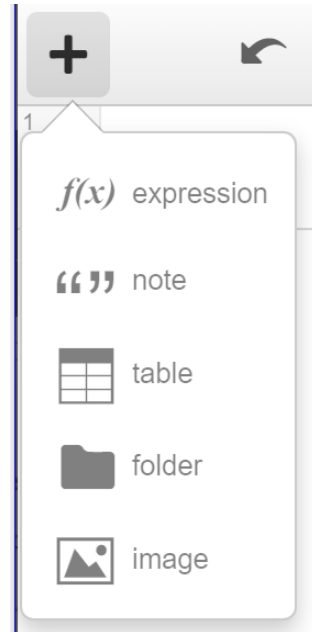 1
f(x) expression
““ ”” note
table
folder
image